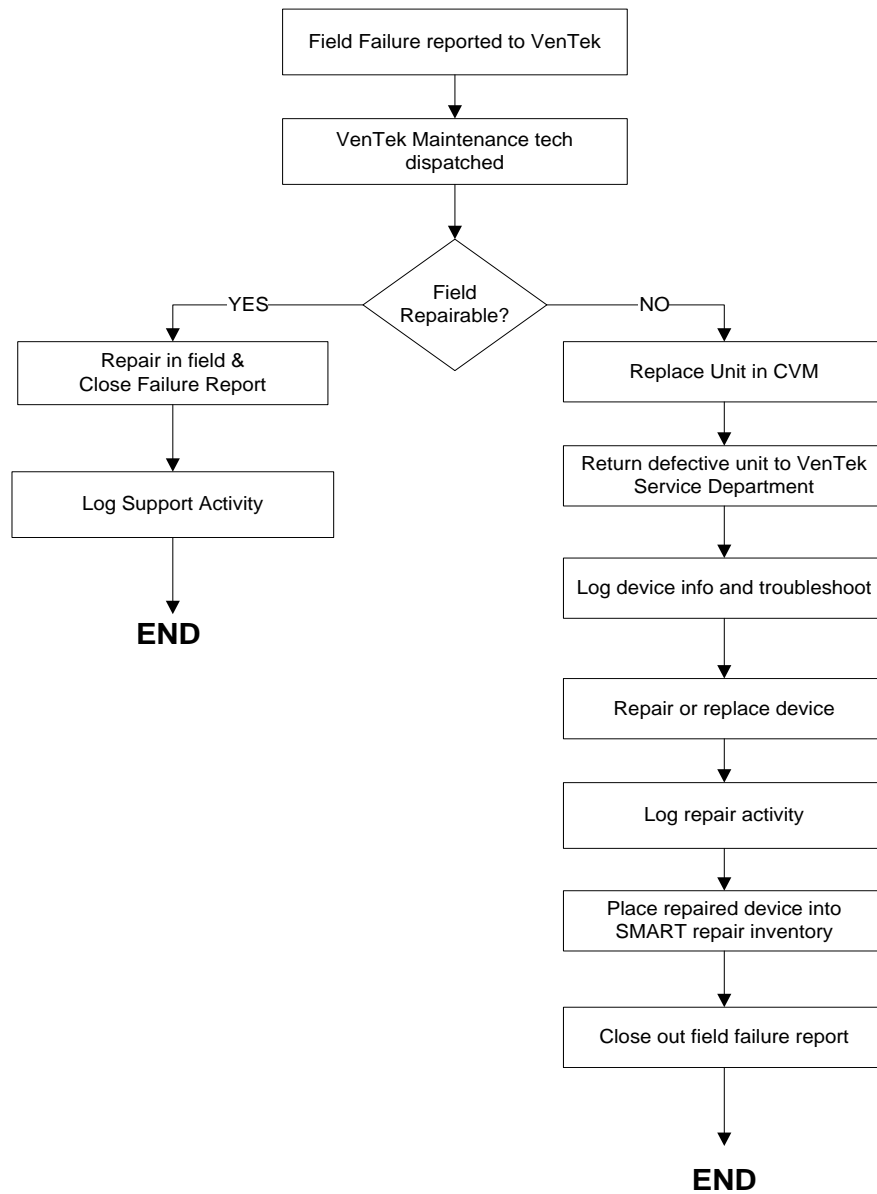 Field Failure reported to VenTek
VenTek Maintenance tech
dispatched
Field
Repairable?
YES
NO
Repair in field &
Close Failure Report
Log Support Activity
END
Replace Unit in CVM
Return defective unit to VenTek
Service Department
Log device info and troubleshoot
Repair or replace device
Log repair activity
Place repaired device into
SMART repair inventory
Close out field failure report
END